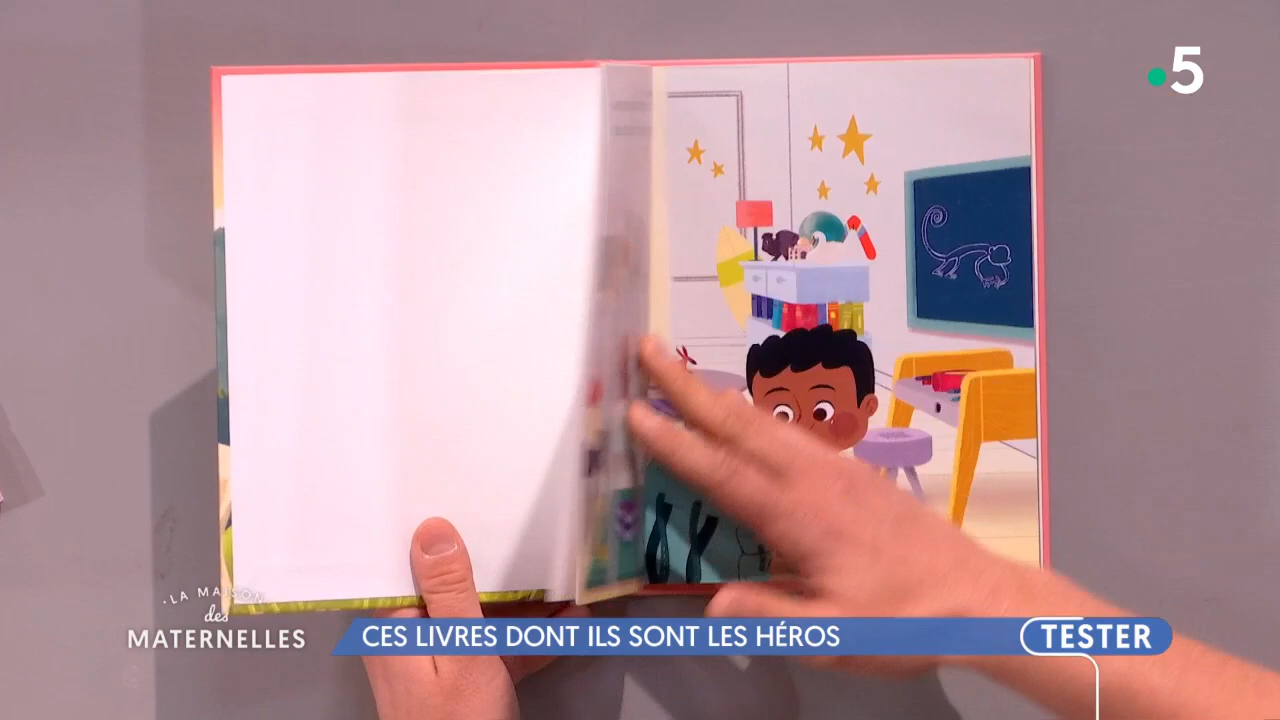 5
·LA MAISON
des
MATERNELLES
CES LIVRES DONT ILS SONT LES HÉROS
TESTER